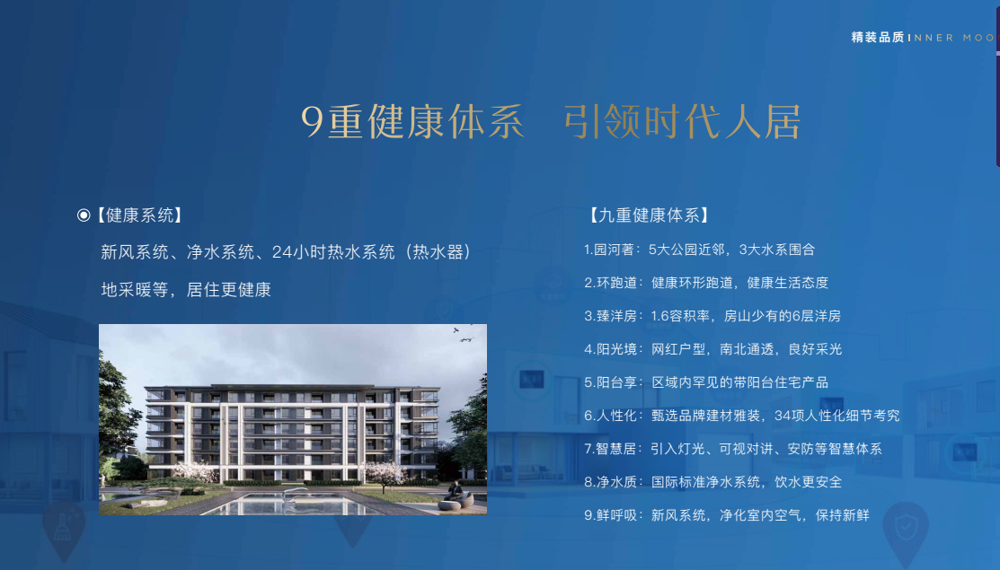 精装品质INNER MOO
9重健康体系 引领时代人居
【健康系统】
新风系统、净水系统、24小时热水系统（热水器）
地采暖等，居住更健康
【九重健康体系】
1.园河著：5大公园近邻，3大水系围合
2.环跑道：健康环形跑道，健康生活态度
3.臻洋房：1.6容积率，房山少有的6层洋房
4.阳光境：网红户型，南北通透，良好采光
5.阳台享：区域内罕见的带阳台住宅产品
6.人性化：甄选品牌建材雅装，34项人性化细节考究
7.智慧居：引入灯光、可视对讲、安防等智慧体系
8.净水质：国际标准净水系统，饮水更安全
9.鲜呼吸：新风系统，净化室内空气，保持新鲜